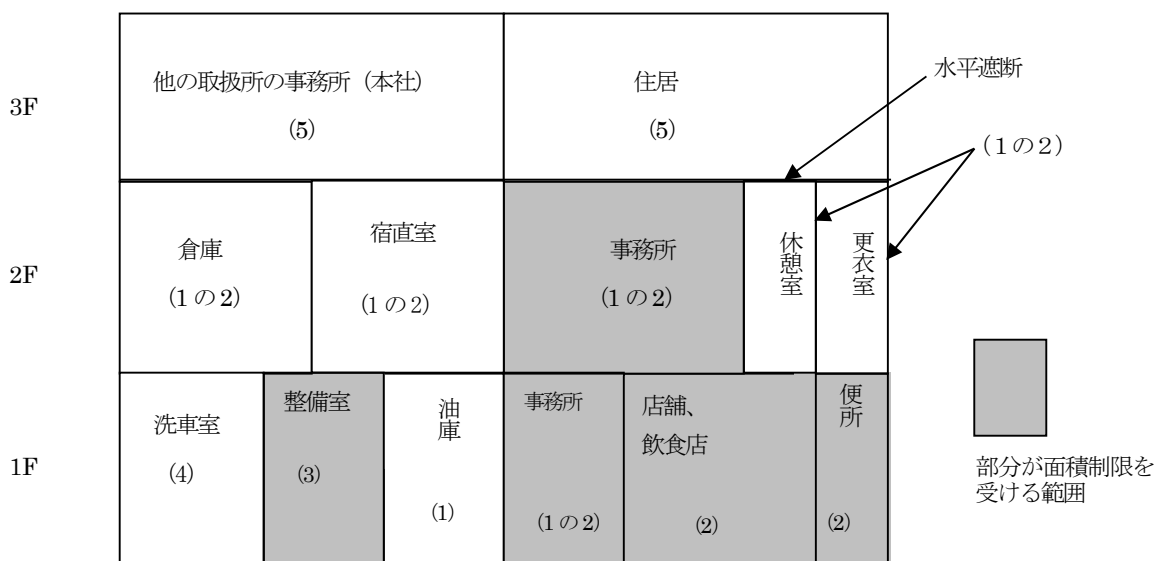 3F
他の取扱所の事務所（本社）
(5)
住居
(5)
水平遮断
（１の２）
2F
倉庫
(1 の 2)
宿直室
(1 の 2)
事務所
(1 の 2)
休憩室
更衣室
1F
洗車室
(4)
整備室
(3)
油庫
(1)
事務所
(1 の 2)
店舗、
飲食店
(2)
便所
(2)
部分が面積制限を
受ける範囲